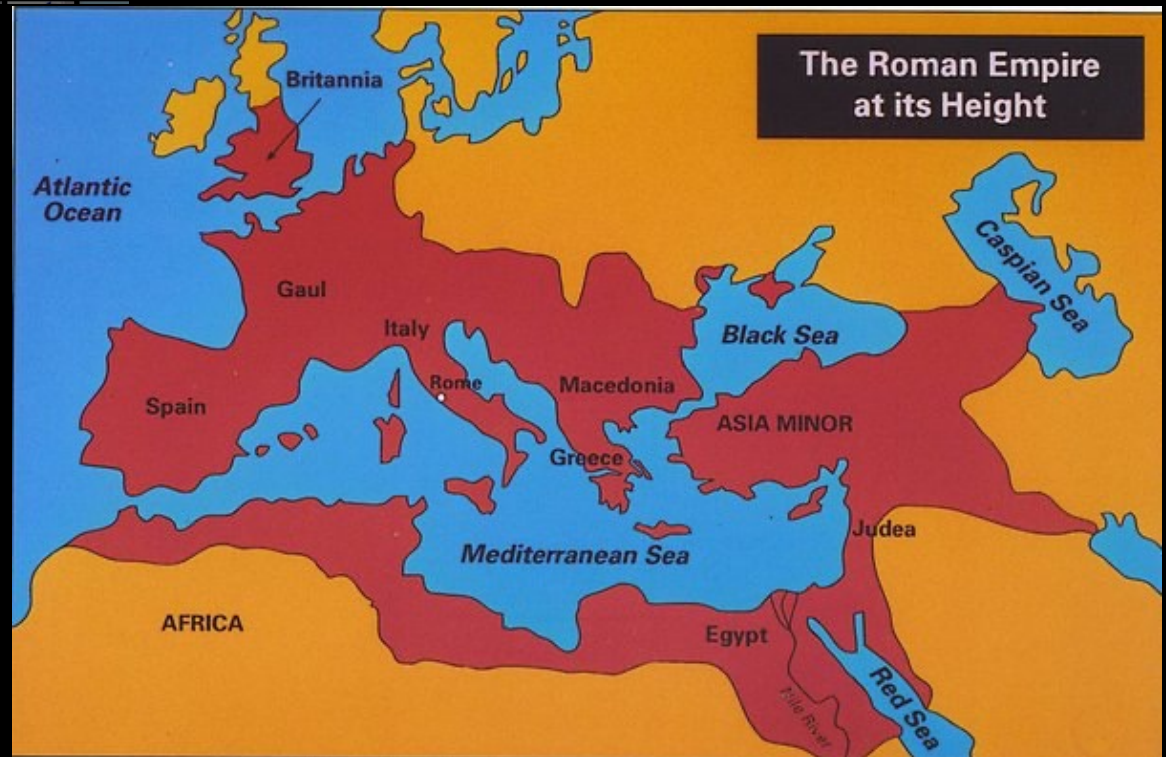 The Roman Empire
at its Height
Britannia
Atlantic
Ocean
Caspian Sea
Gaul
Italy
Black Sea
Rome
Macedonia
Spain
ASIA MINOR
Greece
Judea
Mediterranean Sea
AFRICA
Egypt
Red Sea
Nile River